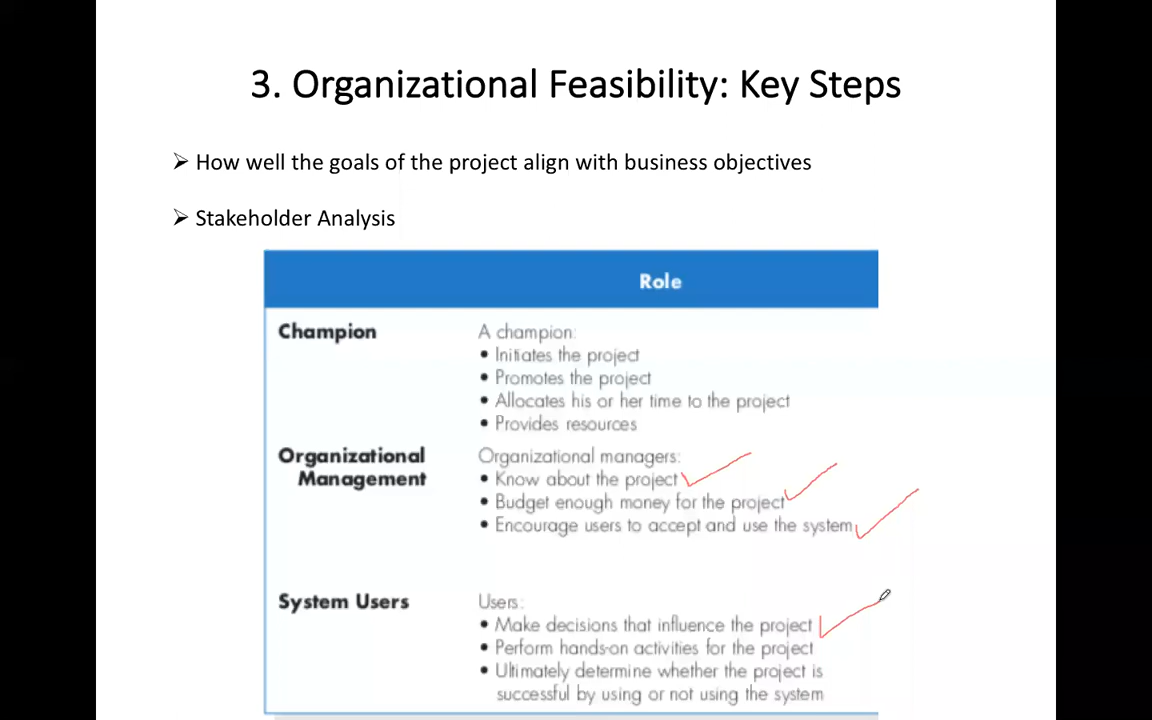 3. Organizational Feasibility: Key Steps
➢ How well the goals of the project align with business objectives
➢ Stakeholder Analysis
Role
Champion
A champion:
• Initiates the project
• Promotes the project
• Allocates his or her time to the project
• Provides resources
Organizational
Management
Organizational managers:
• Know about the project
• Budget enough money for the project
• Encourage users to accept and use the system
System Users
Users:
• Make decisions that influence the project
• Perform hands-on activities for the project
• Ultimately determine whether the project is
successful by using or not using the system